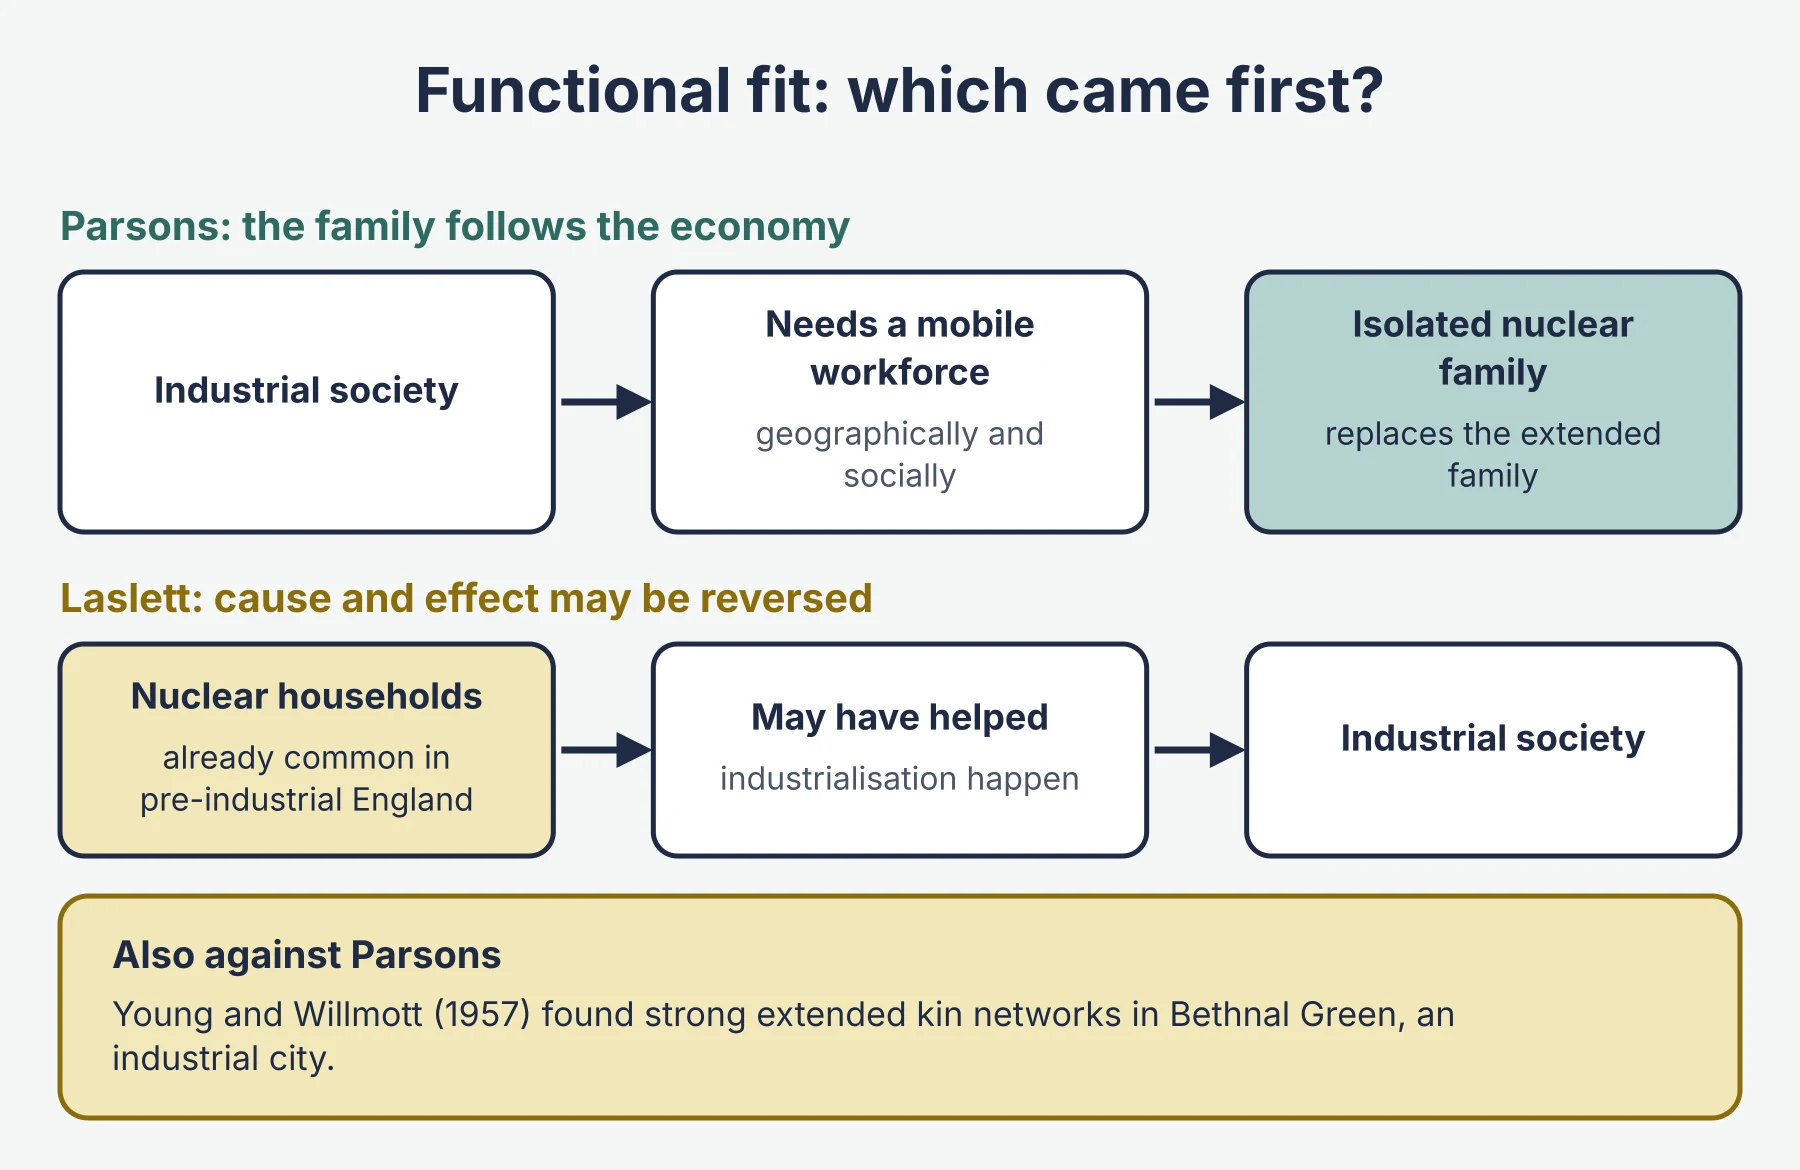 Functional fit: which came first?
Parsons: the family follows the economy
Industrial society
Needs a mobile
workforce
geographically and
socially
Isolated nuclear
family
replaces the extended
family
Laslett: cause and effect may be reversed
Nuclear households
already common in
pre-industrial England
May have helped
industrialisation happen
Industrial society
Also against Parsons
Young and Willmott (1957) found strong extended kin networks in Bethnal Green, an
industrial city.